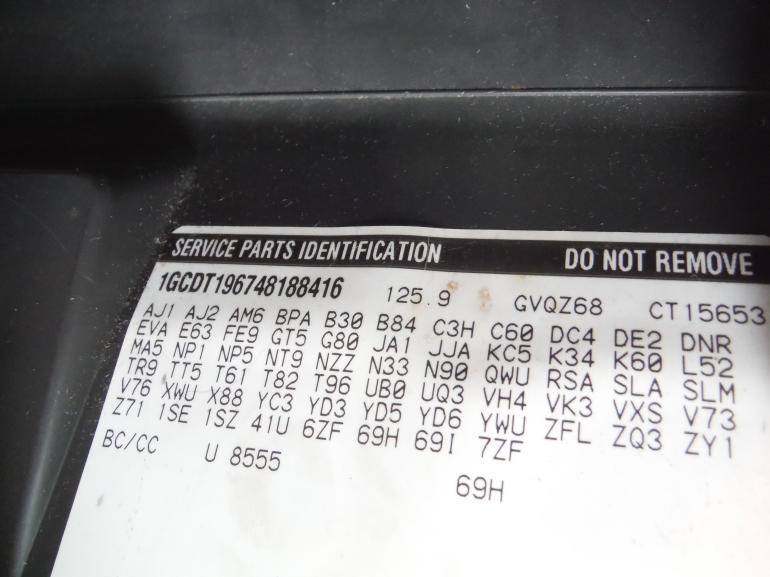 SERVICE PARTS IDENTIFICATION DO NOT REMOVE
1GCDT196748188416 125.9 GVQZ68 CT15653
AJ1 AJ2 AM6 BPA B30 B84 C3H C60 DC4 DE2 DNR
EVA E63 FE9 GT5 G80 JA1 JJA KC5 K34 K60 L52
MA5 NP1 NP5 NT9 NZZ N33 N90 QWU RSA SLA SLM
TR9 TT5 T61 T82 T96 UB0 UQ3 VH4 VK3 VXS V73
V76 XWU X88 YC3 YD3 YD5 YD6 YWU ZFL ZQ3 ZY1
Z71 1SE 1SZ 41U 6ZF 69H 69I 7ZF
BC/CC U 8555
69H